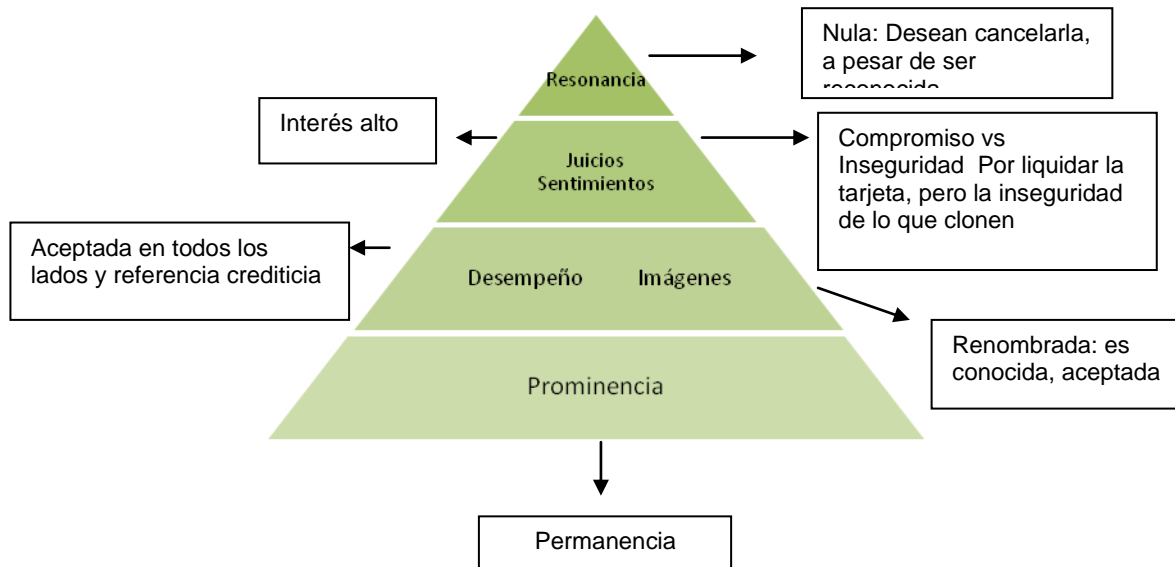 Nula: Desean cancelarla,
a pesar de ser
reconocida
Resonancia
Interés alto
Compromiso vs
Inseguridad Por liquidar la
tarjeta, pero la inseguridad
de lo que clonen
Juicios
Sentimientos
Aceptada en todos los
lados y referencia crediticia
Desempeño Imágenes
Renombrada: es
conocida, aceptada
Prominencia
Permanencia